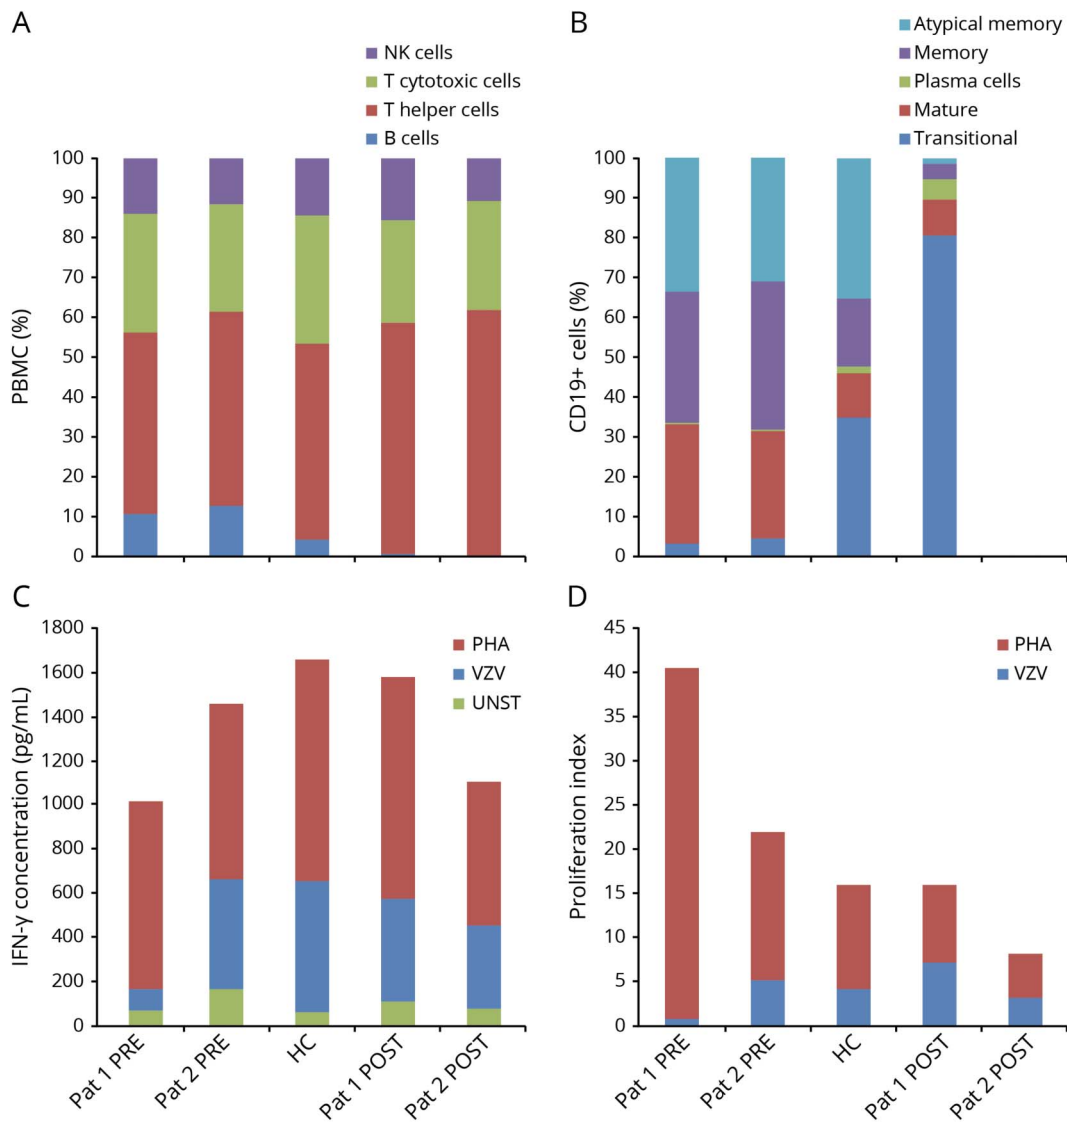 A
NK cells
T cytotoxic cells
T helper cells
B cells
PBMC (%)
100
90
80
70
60
50
40
30
20
10
0
B
Atypical memory
Memory
Plasma cells
Mature
Transitional
CD19+ cells (%)
100
90
80
70
60
50
40
30
20
10
0
C
PHA
VZV
UNST
IFN-γ concentration (pg/mL)
1800
1600
1400
1200
1000
800
600
400
200
0
Pat 1 PRE
Pat 2 PRE
HC
Pat 1 POST
Pat 2 POST
D
PHA
VZV
Proliferation index
45
40
35
30
25
20
15
10
5
0
Pat 1 PRE
Pat 2 PRE
HC
Pat 1 POST
Pat 2 POST